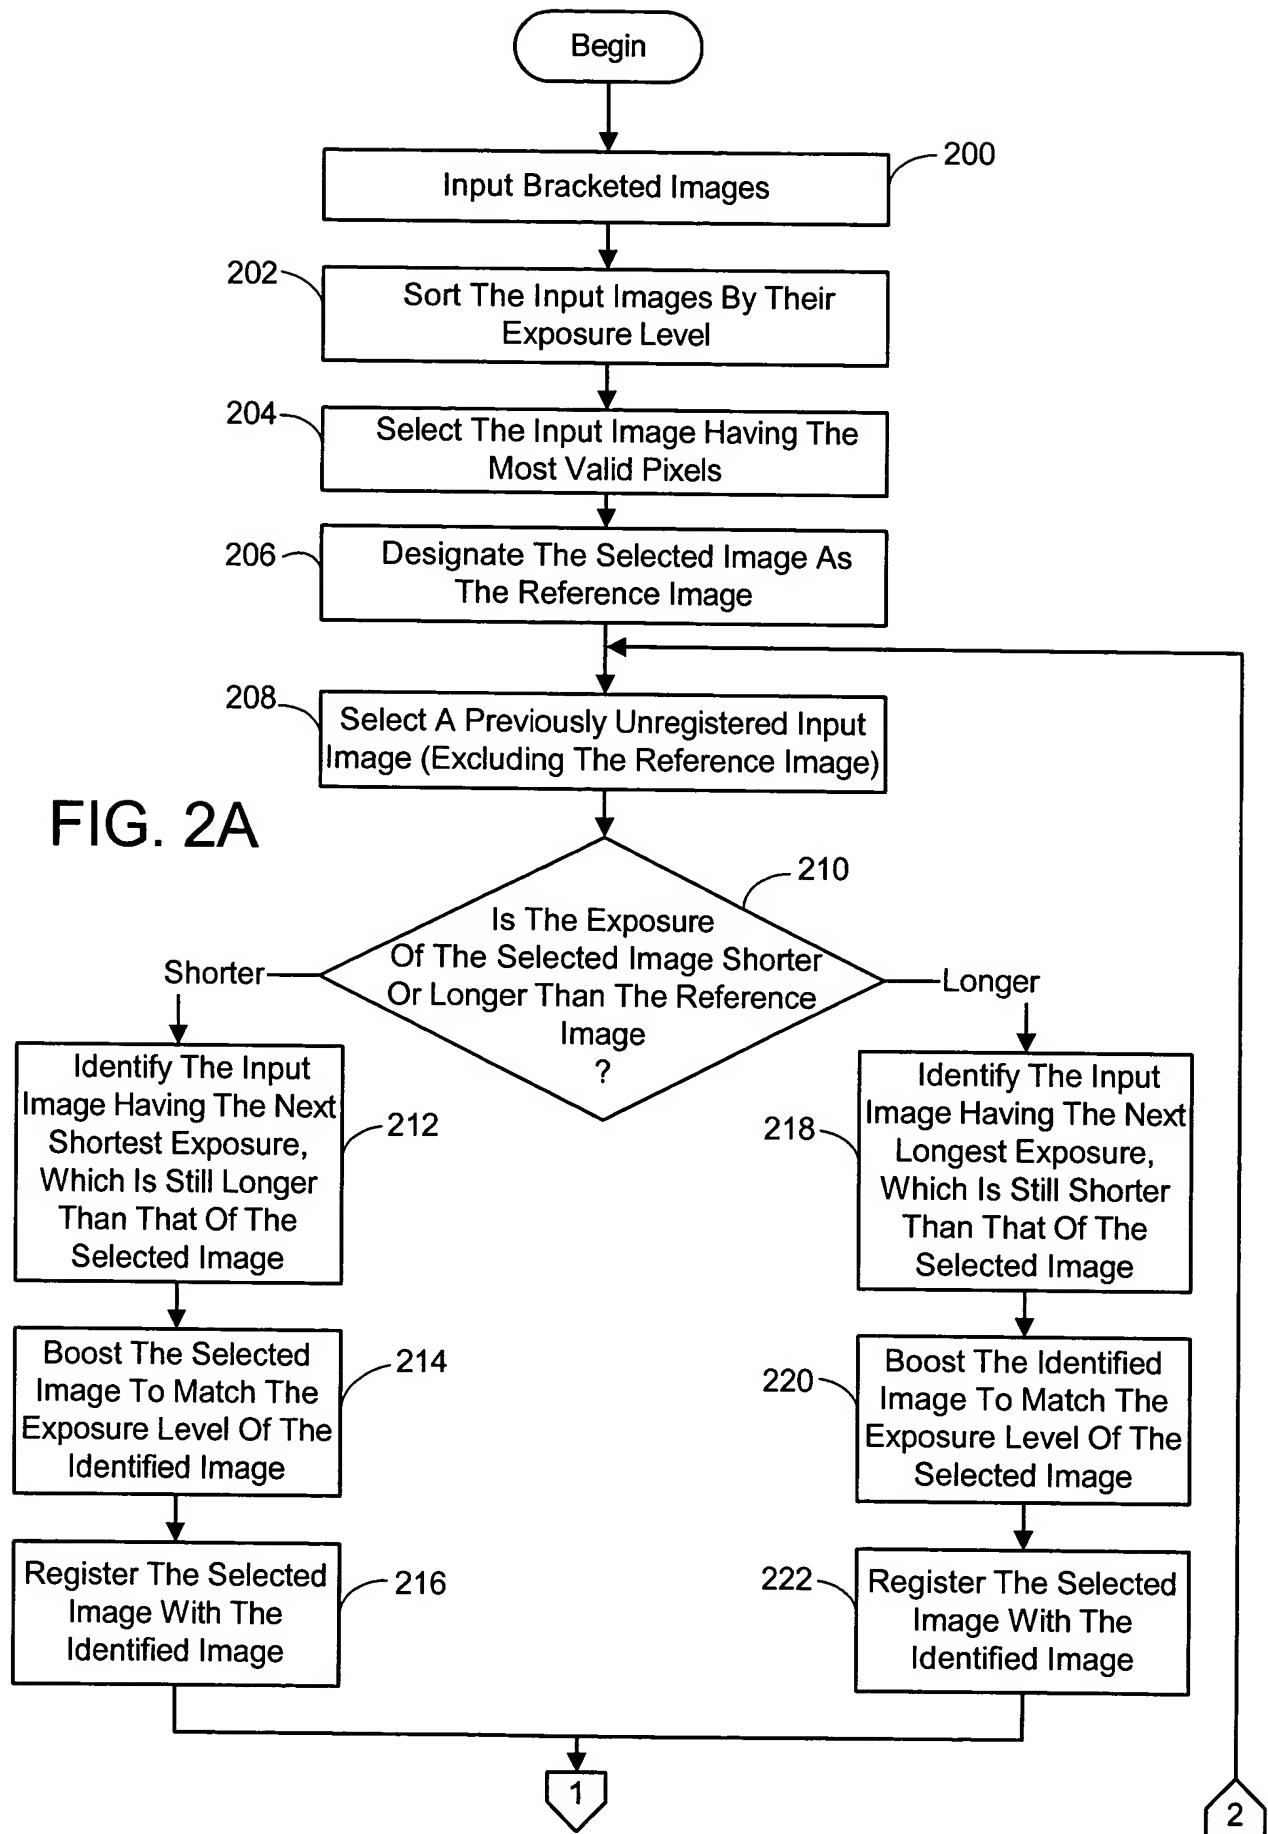 Begin
200
Input Bracketed Images
202
Sort The Input Images By Their
Exposure Level
204
Select The Input Image Having The
Most Valid Pixels
206
Designate The Selected Image As
The Reference Image
208
Select A Previously Unregistered Input
Image (Excluding The Reference Image)
FIG. 2A
210
Is The Exposure
Of The Selected Image Shorter
Or Longer Than The Reference
Image
?
Shorter
Longer
Identify The Input
Image Having The Next
Shortest Exposure,
Which Is Still Longer
Than That Of The
Selected Image
212
218
Identify The Input
Image Having The Next
Longest Exposure,
Which Is Still Shorter
Than That Of The
Selected Image
Boost The Selected
Image To Match The
Exposure Level Of The
Identified Image
214
220
Boost The Identified
Image To Match The
Exposure Level Of The
Selected Image
Register The Selected
Image With The
Identified Image
216
222
Register The Selected
Image With The
Identified Image
1
2